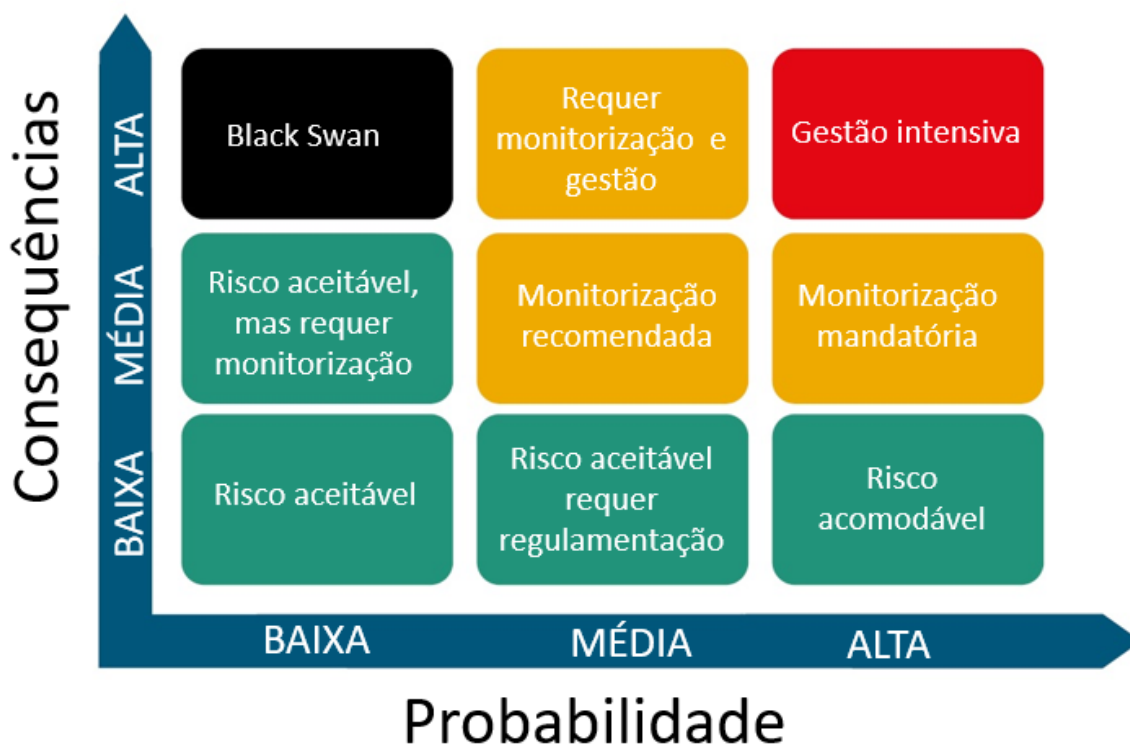 Consequências
ALTA
MÉDIA
BAIXA
Black Swan
Requer
monitorização e
gestão
Gestão intensiva
Risco aceitável,
mas requer
monitorização
Monitorização
recomendada
Monitorização
mandatória
Risco aceitável
Risco aceitável
requer
regulamentação
Risco
acomodável
BAIXA
MÉDIA
ALTA
Probabilidade